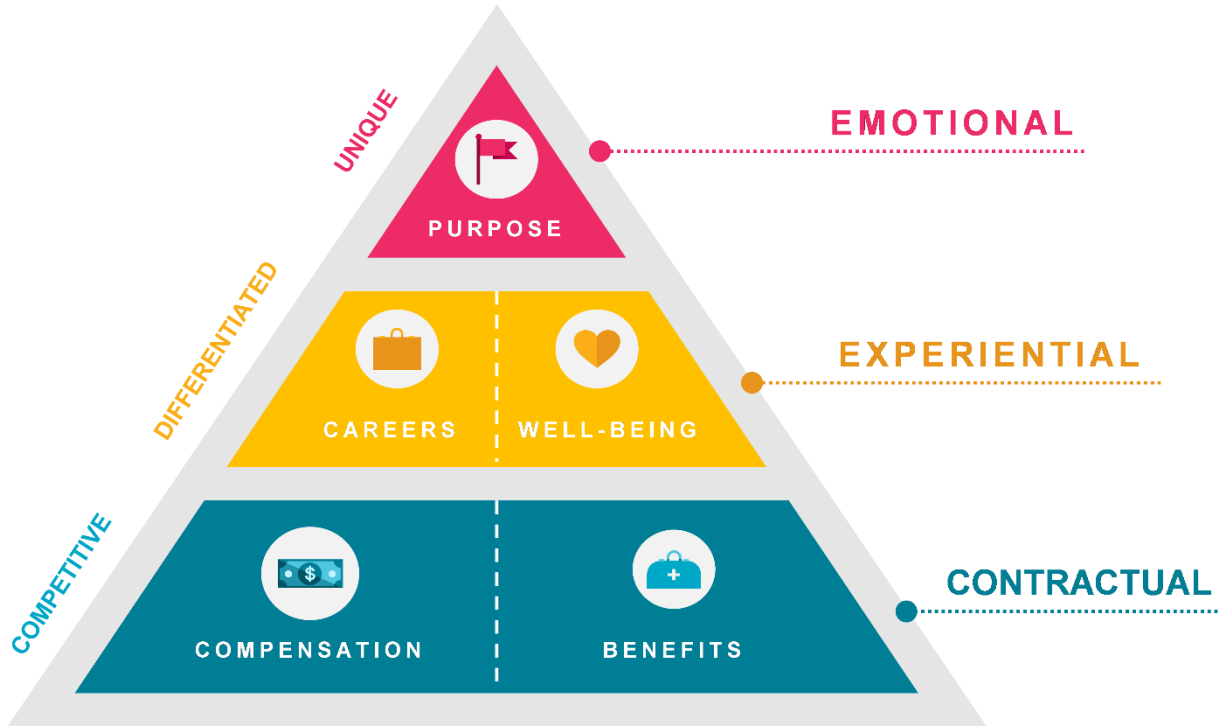 UNIQUE
EMOTIONAL
PURPOSE
DIFFERENTIATED
EXPERIENTIAL
CAREERS
WELL-BEING
COMPETITIVE
$
CONTRACTUAL
COMPENSATION
BENEFITS